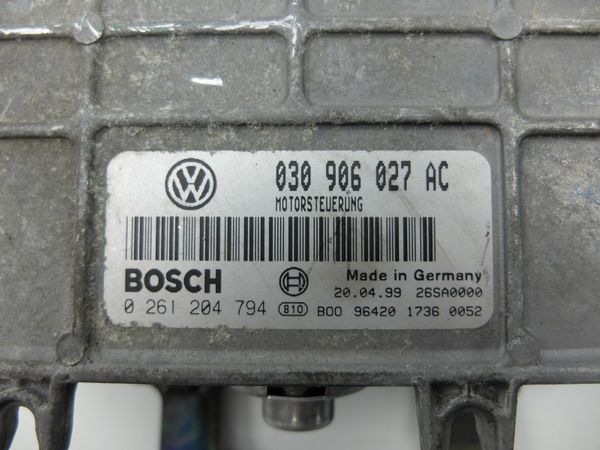 030 906 027 AC
MOTORSTEUERUNG
BOSCH
Made in Germany
20.04.99 26SA0000
0 261 204 794 810 B00 96420 1736 0052